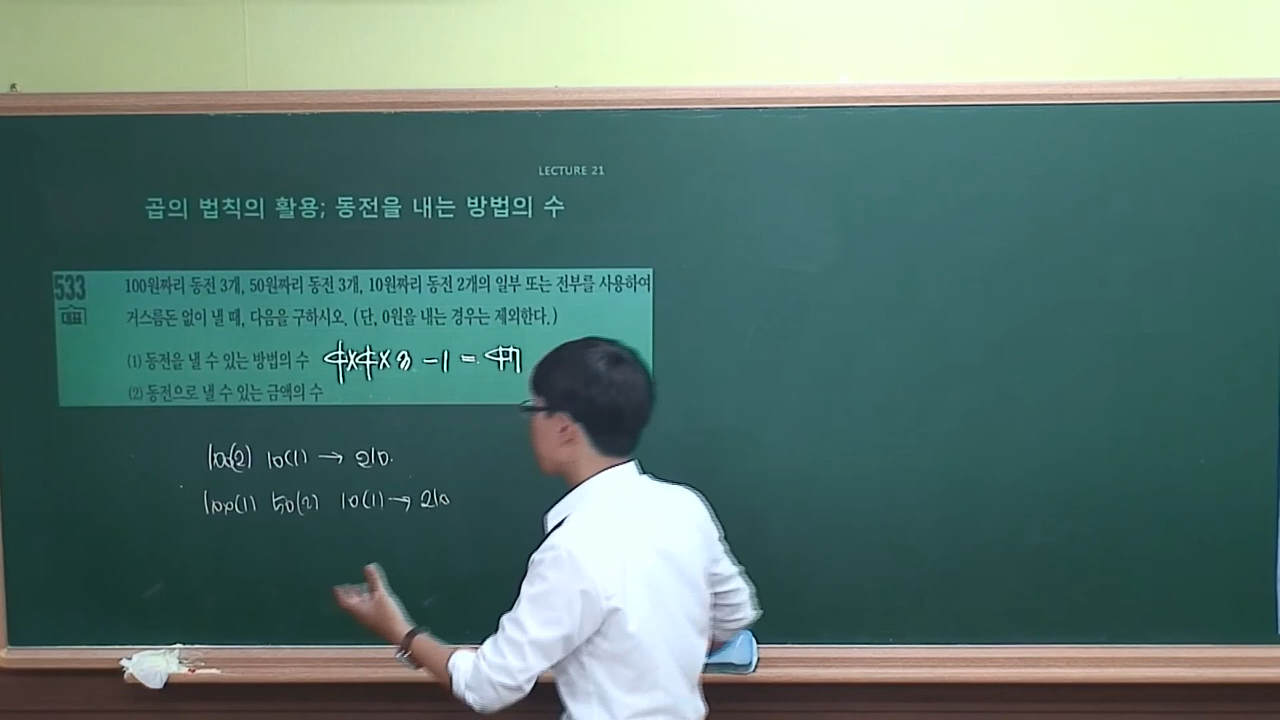 LECTURE 21
곱의 법칙의 활용; 동전을 내는 방법의 수
533 100원짜리 동전 3개, 50원짜리 동전 3개, 10원짜리 동전 2개의 일부 또는 전부를 사용하여
대표 거스름돈 없이 낼 때, 다음을 구하시오. (단, 0원을 내는 경우는 제외한다.)
(1) 동전을 낼 수 있는 방법의 수 4×4×3-1=47
(2) 동전으로 낼 수 있는 금액의 수
100(2) 10(1) → 210.
100(1) 50(2) 10(1) → 210